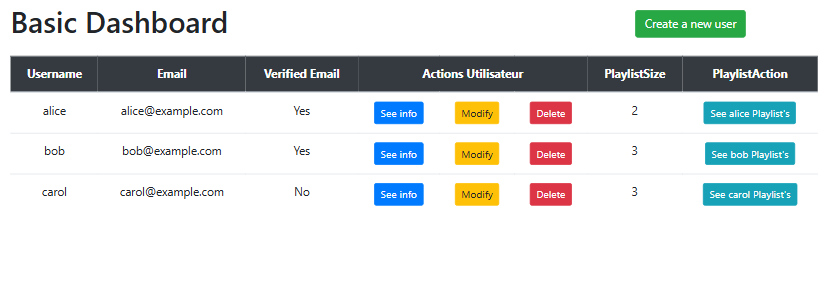 Basic Dashboard Create a new user
Username Email Verified Email Actions Utilisateur PlaylistSize PlaylistAction
alice alice@example.com Yes See info Modify Delete 2 See alice Playlist's
bob bob@example.com Yes See info Modify Delete 3 See bob Playlist's
carol carol@example.com No See info Modify Delete 3 See carol Playlist's